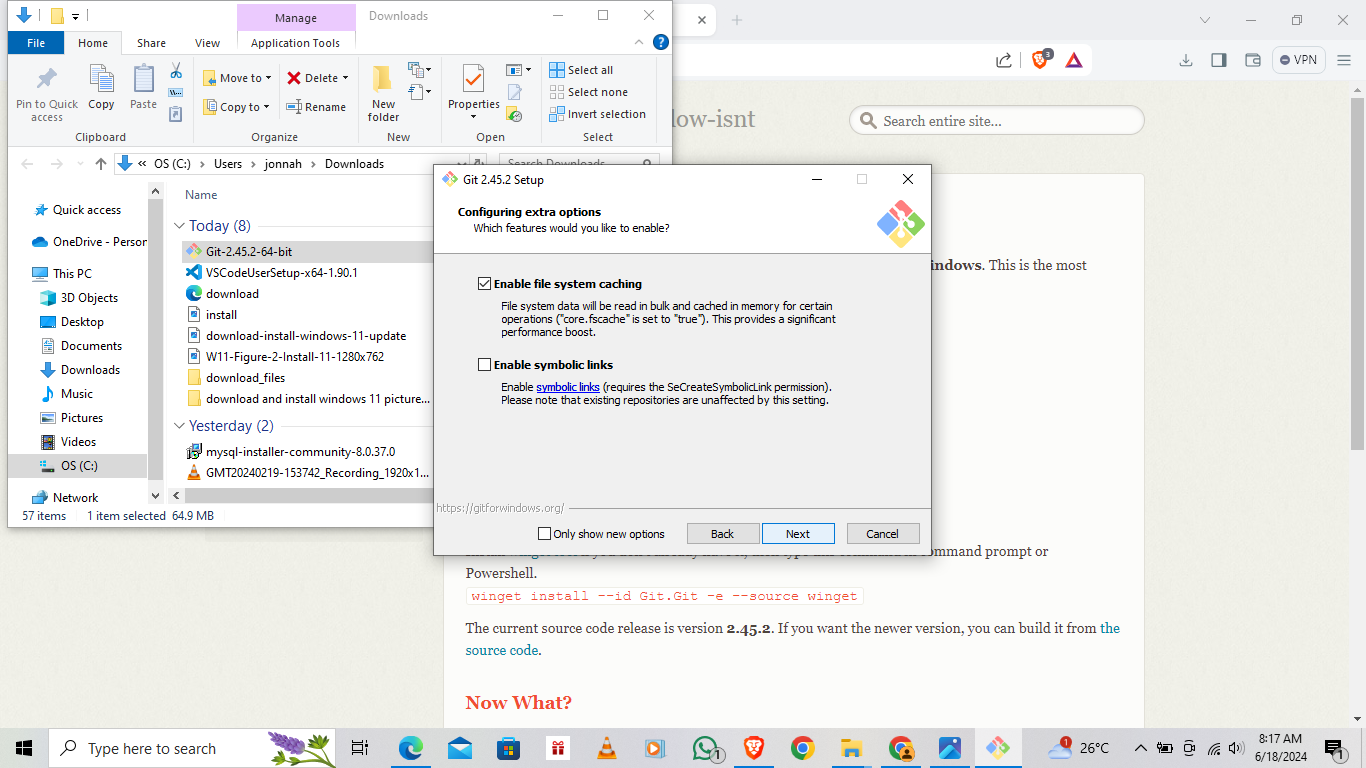 Manage
Downloads
File
Home
Share
View
Application Tools
Pin to Quick access
Copy
Paste
Move to
Copy to
Delete
Rename
New folder
Properties
Select all
Select none
Invert selection
Clipboard
Organize
New
Open
Select
VPN
3
low-isnt
Search entire site...
« OS (C:) > Users > jonnah > Downloads
Search Downloads
Quick access
OneDrive - Person
This PC
3D Objects
Desktop
Documents
Downloads
Music
Pictures
Videos
OS (C:)
Network
Name
Today (8)
Git-2.45.2-64-bit
VSCodeUserSetup-x64-1.90.1
download
install
download-install-windows-11-update
W11-Figure-2-Install-11-1280x762
download_files
download and install windows 11 picture...
Yesterday (2)
mysql-installer-community-8.0.37.0
GMT20240219-153742_Recording_1920x1...
57 items
1 item selected 64.9 MB
Git 2.45.2 Setup
Configuring extra options
Which features would you like to enable?
Enable file system caching
File system data will be read in bulk and cached in memory for certain
operations ("core.fscache" is set to "true"). This provides a significant
performance boost.
Enable symbolic links
Enable symbolic links (requires the SeCreateSymbolicLink permission).
Please note that existing repositories are unaffected by this setting.
https://gitforwindows.org/
Only show new options
Back
Next
Cancel
indows. This is the most
command prompt or
Powershell.
winget install --id Git.Git -e --source winget
The current source code release is version 2.45.2. If you want the newer version, you can build it from the
source code.
Now What?
Type here to search
1
1
26°C
8:17 AM
6/18/2024
1